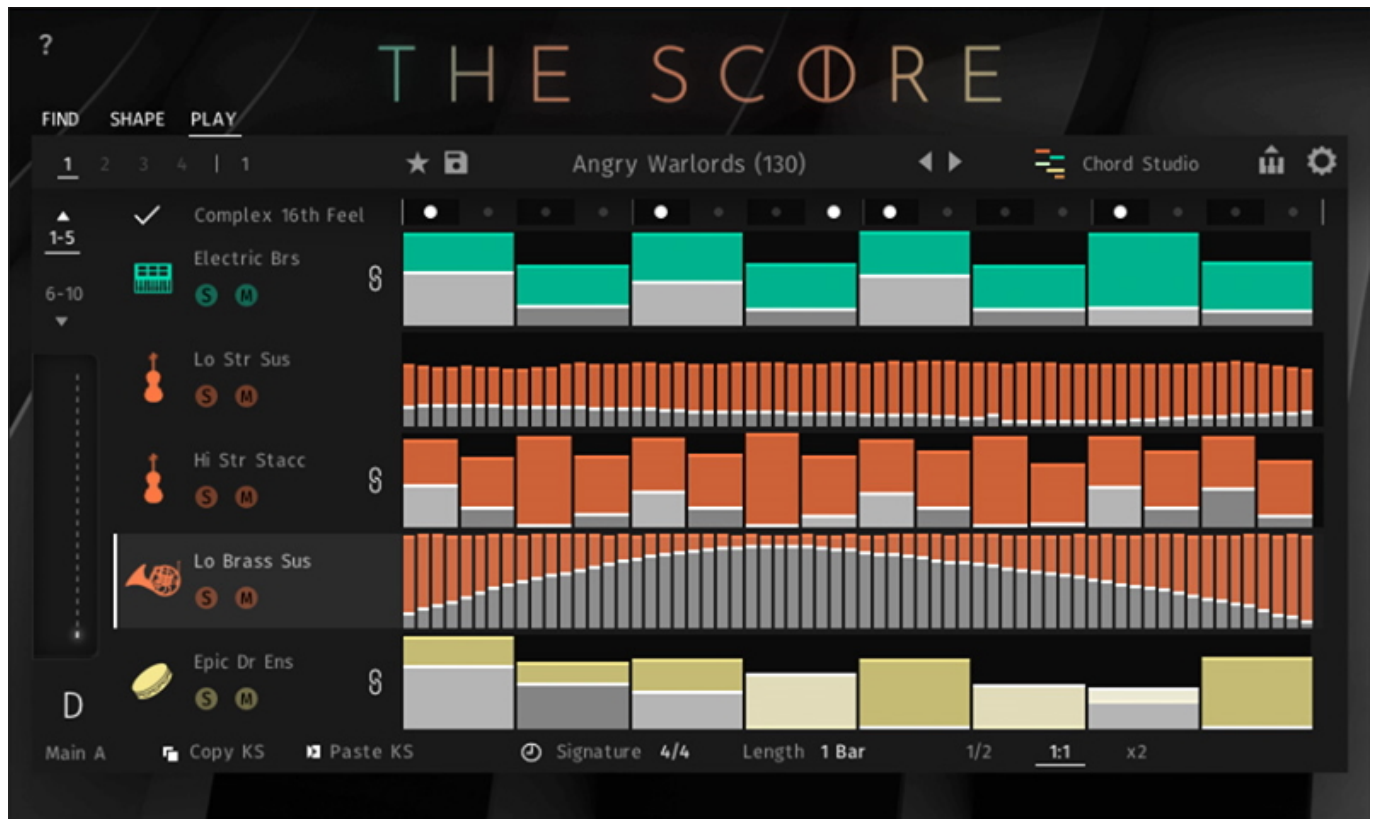 ?
THE SCORE
FIND SHAPE PLAY
1 2 3 4 | 1 Angry Warlords (130) Chord Studio
Complex 16th Feel
1-5
Electric Brs
6-10
S M
Lo Str Sus
S M
Hi Str Stacc
S M
Lo Brass Sus
S M
Epic Dr Ens
S M
D
Main A Copy KS Paste KS Signature 4/4 Length 1 Bar 1/2 1:1 x2